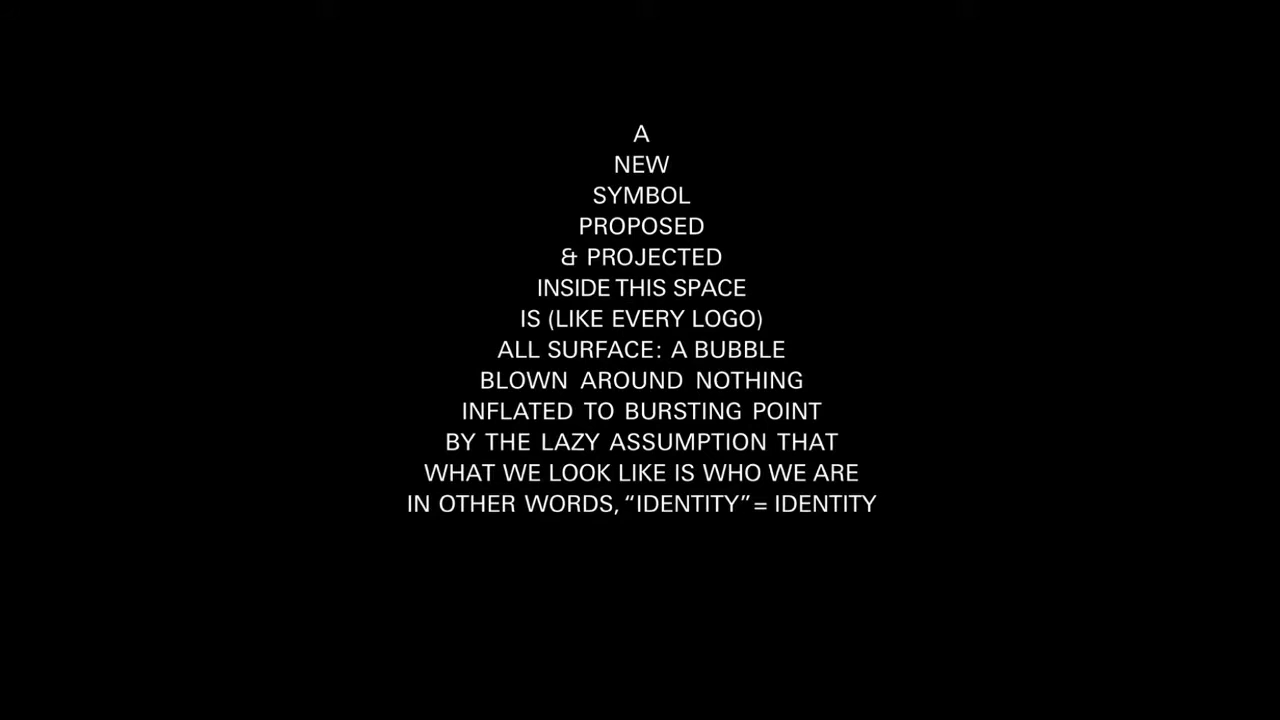 A
NEW
SYMBOL
PROPOSED
& PROJECTED
INSIDE THIS SPACE
IS (LIKE EVERY LOGO)
ALL SURFACE: A BUBBLE
BLOWN AROUND NOTHING
INFLATED TO BURSTING POINT
BY THE LAZY ASSUMPTION THAT
WHAT WE LOOK LIKE IS WHO WE ARE
IN OTHER WORDS, “IDENTITY” = IDENTITY